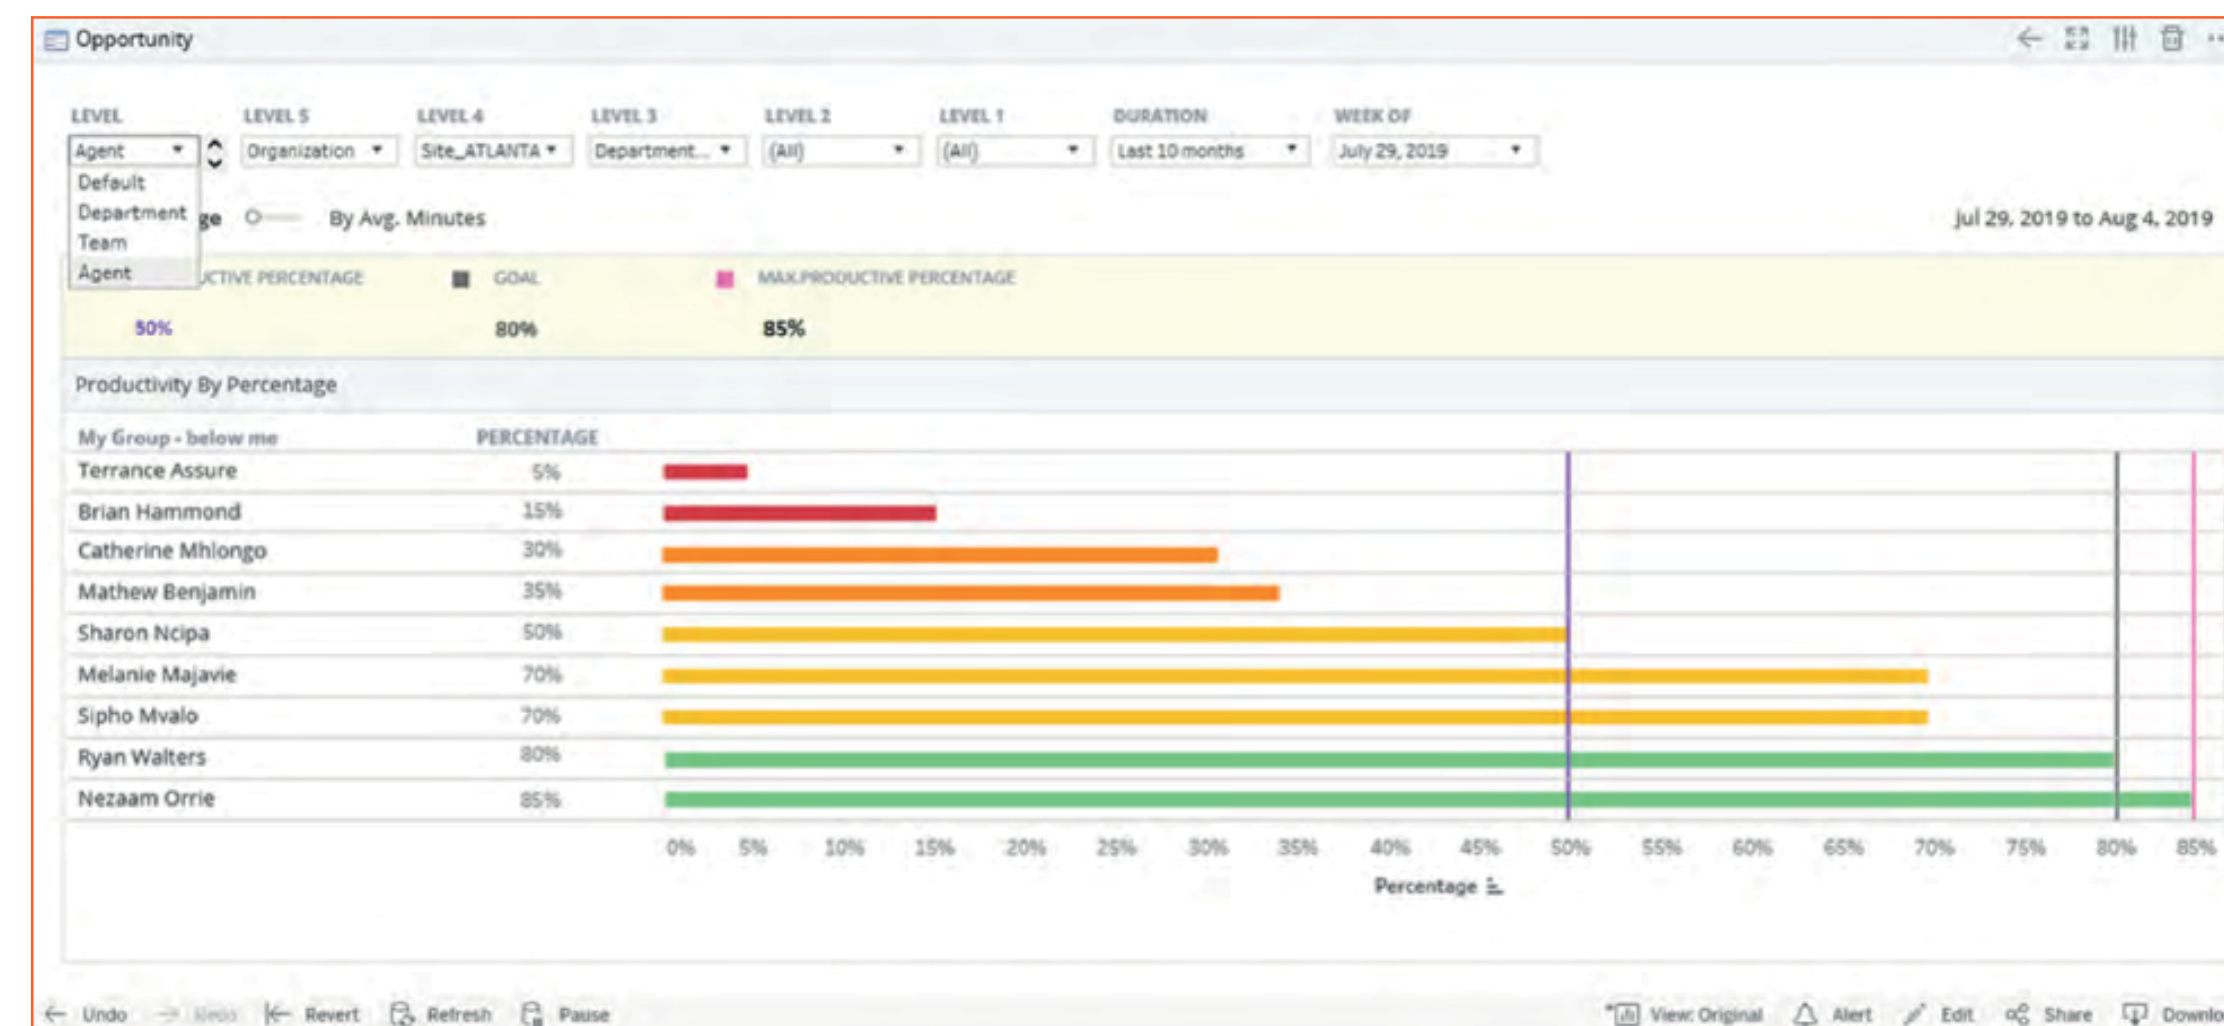 Opportunity
LEVEL LEVEL 5 LEVEL 4 LEVEL 3 LEVEL 2 LEVEL 1 DURATION WEEK OF
Agent Organization Site_ATLANTA Department... (All) (All) Last 10 months July 29, 2019
Default
Department
ge By Avg. Minutes Jul 29, 2019 to Aug 4, 2019
Team
Agent
UCTIVE PERCENTAGE GOAL MAX.PRODUCTIVE PERCENTAGE
50% 80% 85%
Productivity By Percentage
My Group - below me PERCENTAGE
Terrance Assure 5%
Brian Hammond 15%
Catherine Mhlongo 30%
Mathew Benjamin 35%
Sharon Ncipa 50%
Melanie Majavie 70%
Sipho Mvalo 70%
Ryan Walters 80%
Nezaam Orrie 85%
0% 5% 10% 15% 20% 25% 30% 35% 40% 45% 50% 55% 60% 65% 70% 75% 80% 85%
Percentage
Undo Redo Revert Refresh Pause View: Original Alert Edit Share Downlo